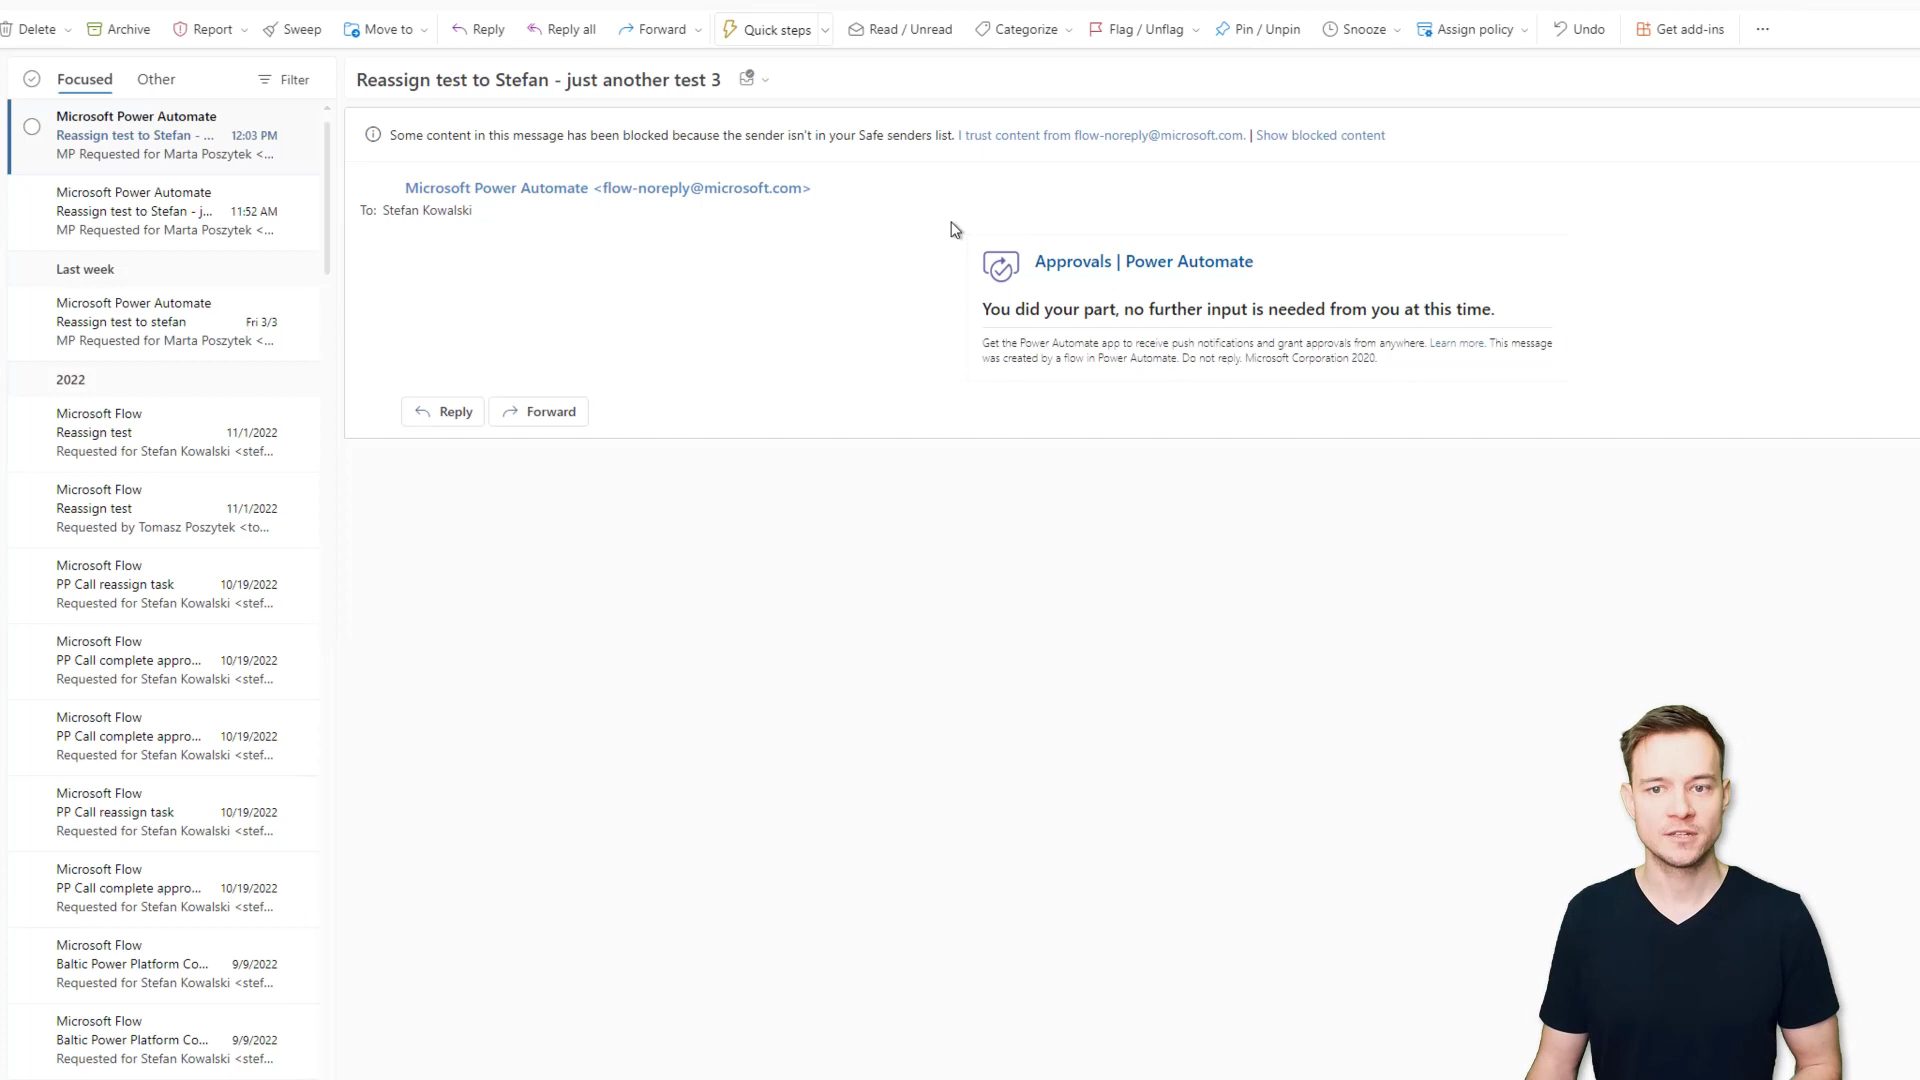 Delete
Archive
Report
Sweep
Move to
Reply
Reply all
Forward
Quick steps
Read / Unread
Categorize
Flag / Unflag
Pin / Unpin
Snooze
Assign policy
Undo
Get add-ins
...
Focused
Other
Filter
Microsoft Power Automate
Reassign test to Stefan - ... 12:03 PM
MP Requested for Marta Poszytek <...
Microsoft Power Automate
Reassign test to Stefan - j... 11:52 AM
MP Requested for Marta Poszytek <...
Last week
Microsoft Power Automate
Reassign test to stefan Fri 3/3
MP Requested for Marta Poszytek <...
2022
Microsoft Flow
Reassign test 11/1/2022
Requested for Stefan Kowalski <stef...
Microsoft Flow
Reassign test 11/1/2022
Requested by Tomasz Poszytek <to...
Microsoft Flow
PP Call reassign task 10/19/2022
Requested for Stefan Kowalski <stef...
Microsoft Flow
PP Call complete appro... 10/19/2022
Requested for Stefan Kowalski <stef...
Microsoft Flow
PP Call complete appro... 10/19/2022
Requested for Stefan Kowalski <stef...
Microsoft Flow
PP Call reassign task 10/19/2022
Requested for Stefan Kowalski <stef...
Microsoft Flow
PP Call complete appro... 10/19/2022
Requested for Stefan Kowalski <stef...
Microsoft Flow
Baltic Power Platform Co... 9/9/2022
Requested for Stefan Kowalski <stef...
Microsoft Flow
Baltic Power Platform Co... 9/9/2022
Requested for Stefan Kowalski <stef...
Reassign test to Stefan - just another test 3
Some content in this message has been blocked because the sender isn't in your Safe senders list. I trust content from flow-noreply@microsoft.com. | Show blocked content
Microsoft Power Automate <flow-noreply@microsoft.com>
To: Stefan Kowalski
Approvals | Power Automate
You did your part, no further input is needed from you at this time.
Get the Power Automate app to receive push notifications and grant approvals from anywhere. Learn more. This message
was created by a flow in Power Automate. Do not reply. Microsoft Corporation 2020.
Reply
Forward